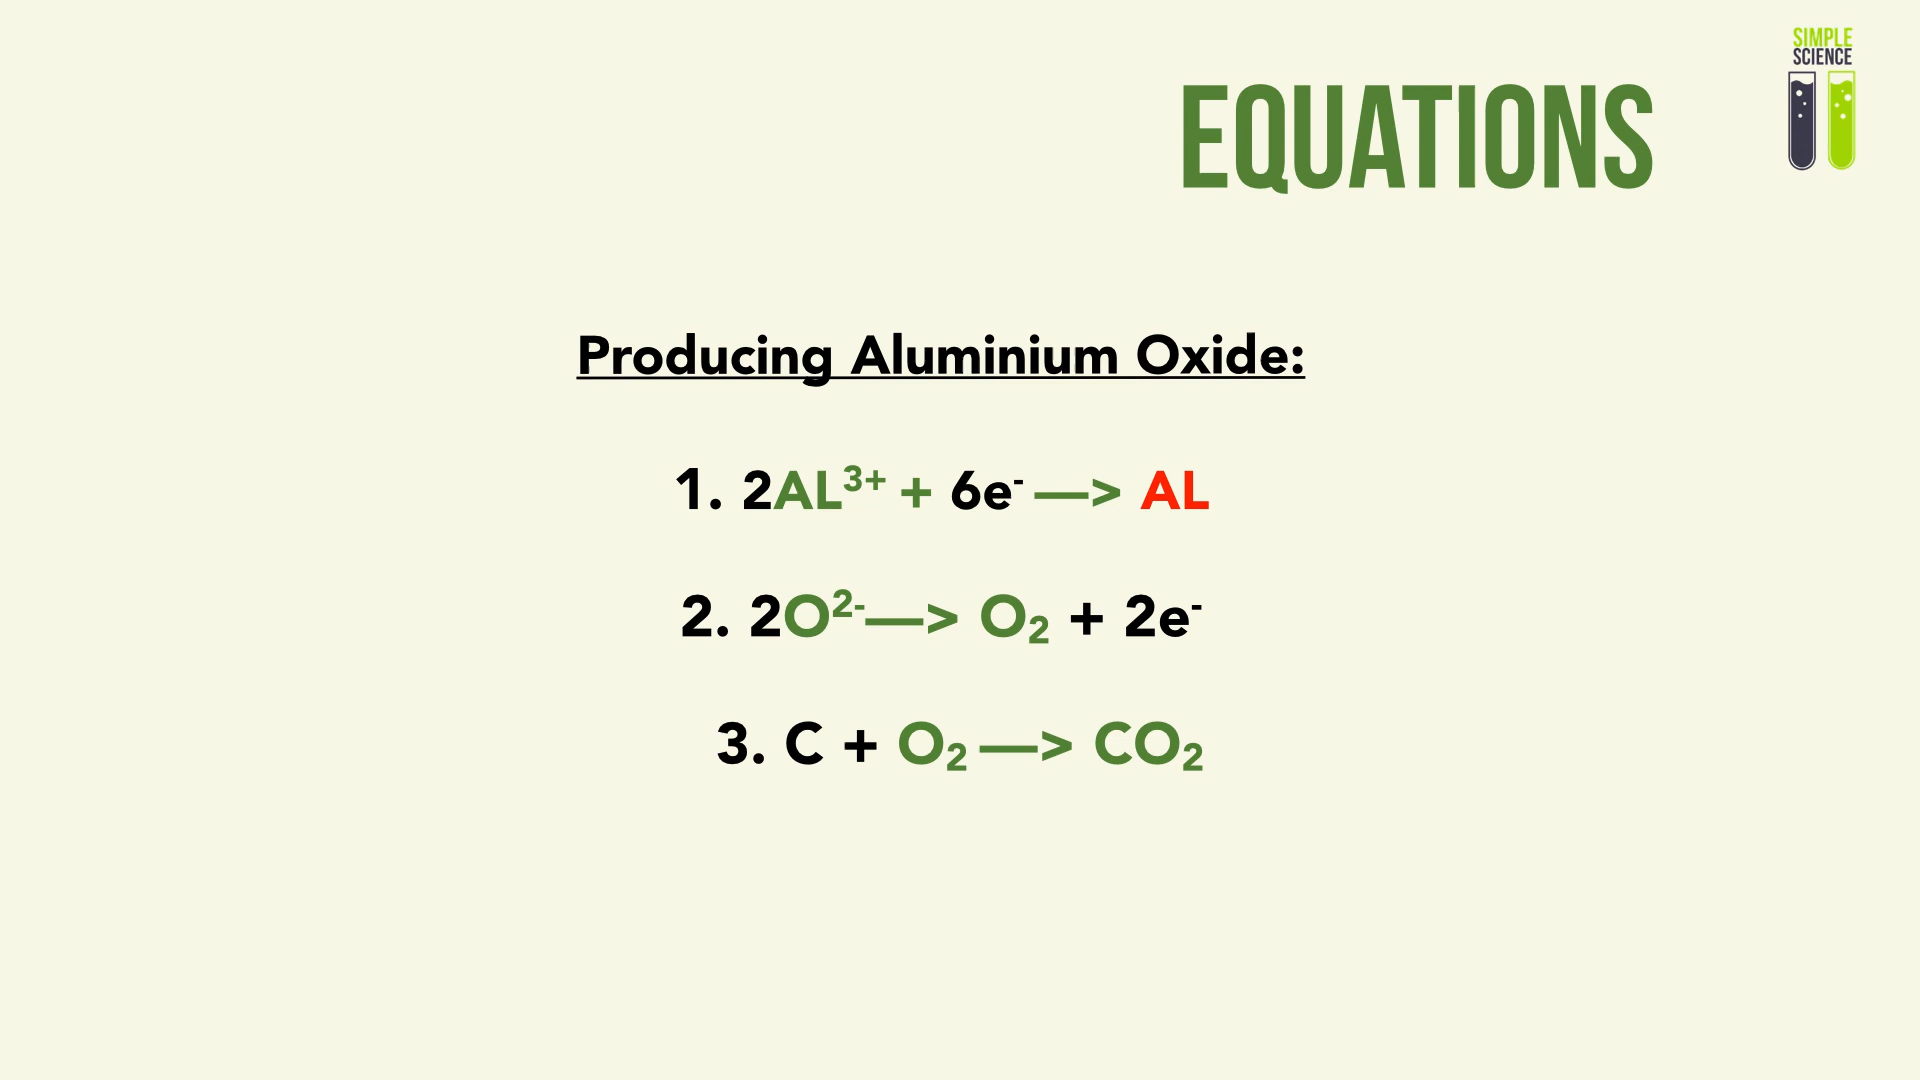 SIMPLE
SCIENCE
EQUATIONS
Producing Aluminium Oxide:
1. 2AL³⁺ + 6e⁻ —> AL
2. 2O²⁻—> O₂ + 2e⁻
3. C + O₂ —> CO₂